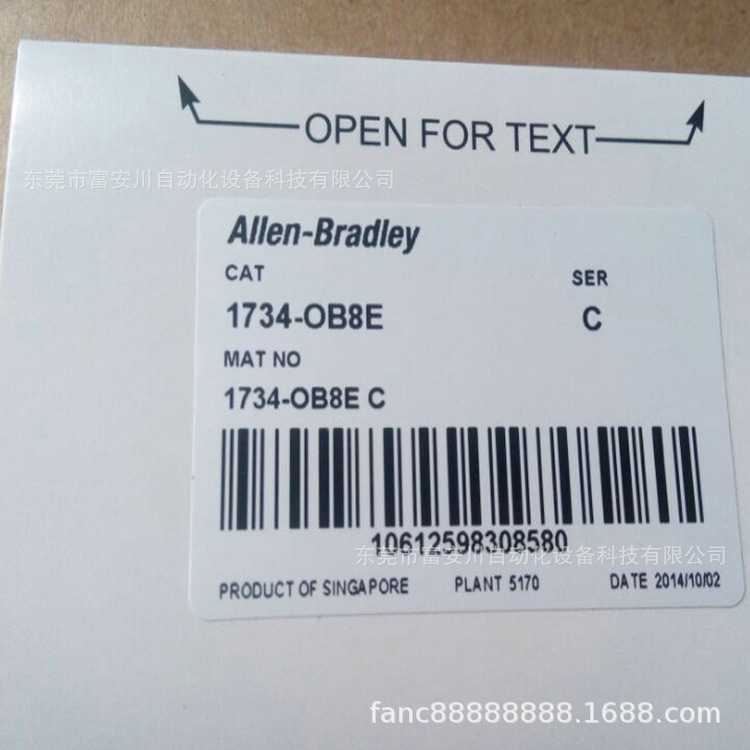 OPEN FOR TEXT
东莞市富安川自动化设备科技有限公司
Allen-Bradley
CAT SER
1734-OB8E C
MAT NO
1734-OB8E C
10612598308580
东莞市富安川自动化设备科技有限公司
PRODUCT OF SINGAPORE PLANT 5170 DATE 2014/10/02
fanc88888888.1688.com